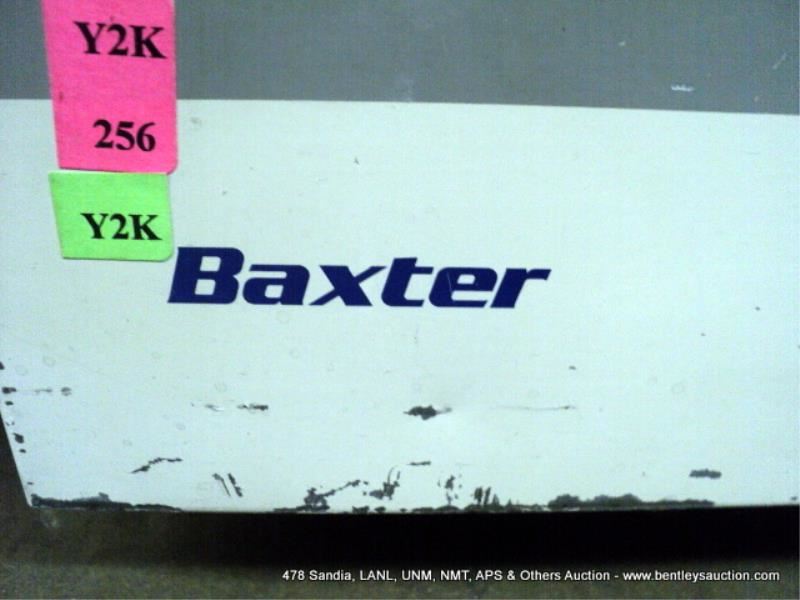 Y2K
256
Y2K
Baxter
478 Sandia, LANL, UNM, NMT, APS & Others Auction - www.bentleysauction.com